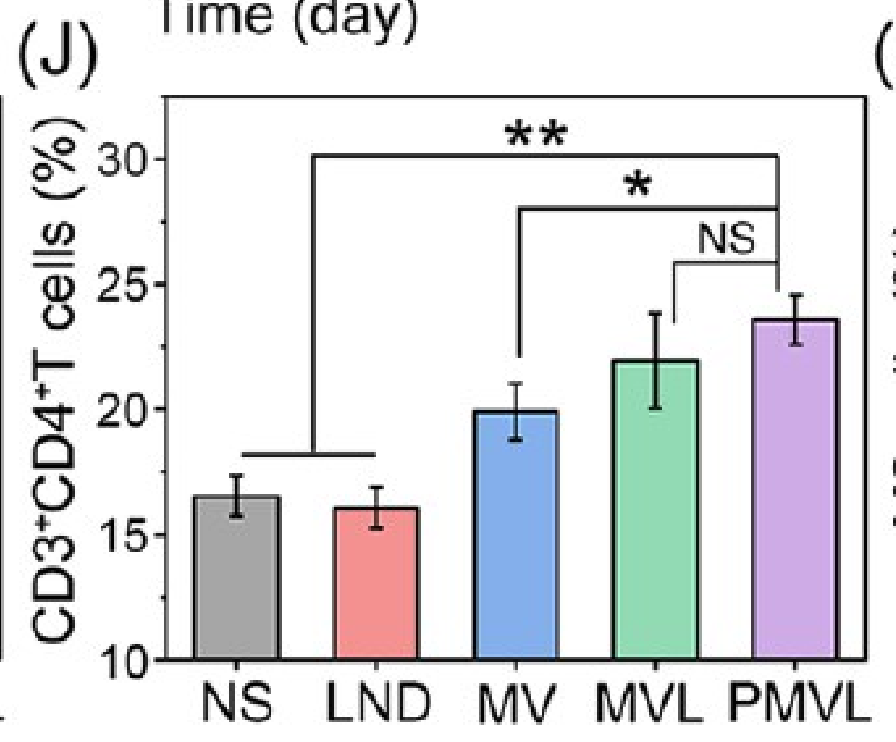 Time (day)
(J)
CD3⁺CD4⁺T cells (%)
30
25
20
15
10
**
*
NS
NS LND MV MVL PMVL